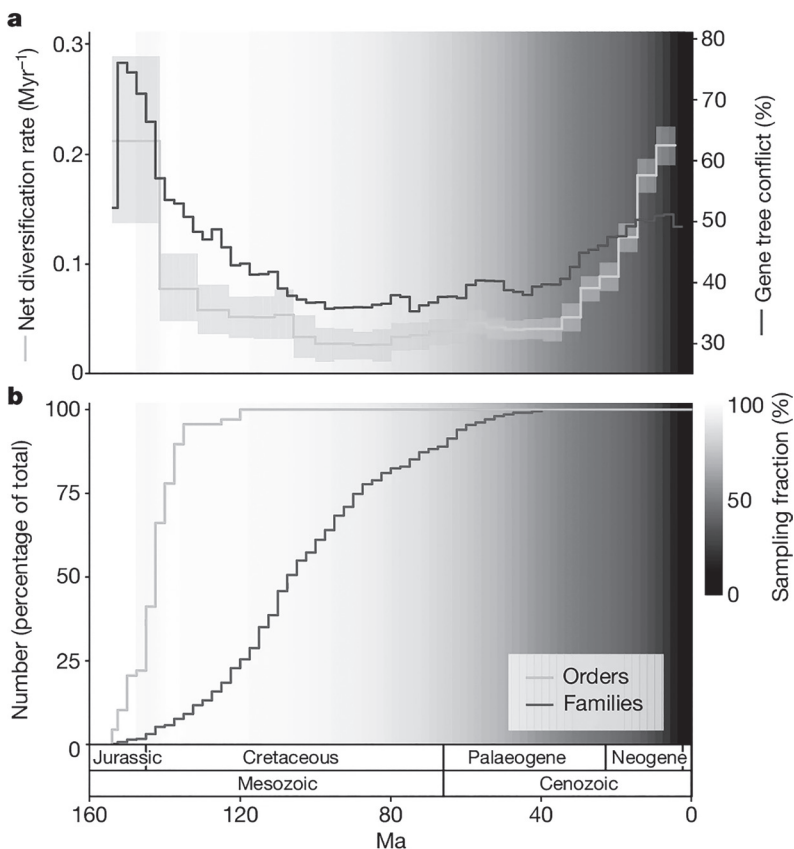 a
Net diversification rate (Myr⁻¹)
0.3
0.2
0.1
0
80
70
60
50
40
30
Gene tree conflict (%)
b
Number (percentage of total)
100
75
50
25
0
Orders
Families
100
50
0
Sampling fraction (%)
Jurassic Cretaceous Palaeogene Neogene
Mesozoic Cenozoic
160 120 80 40 0
Ma